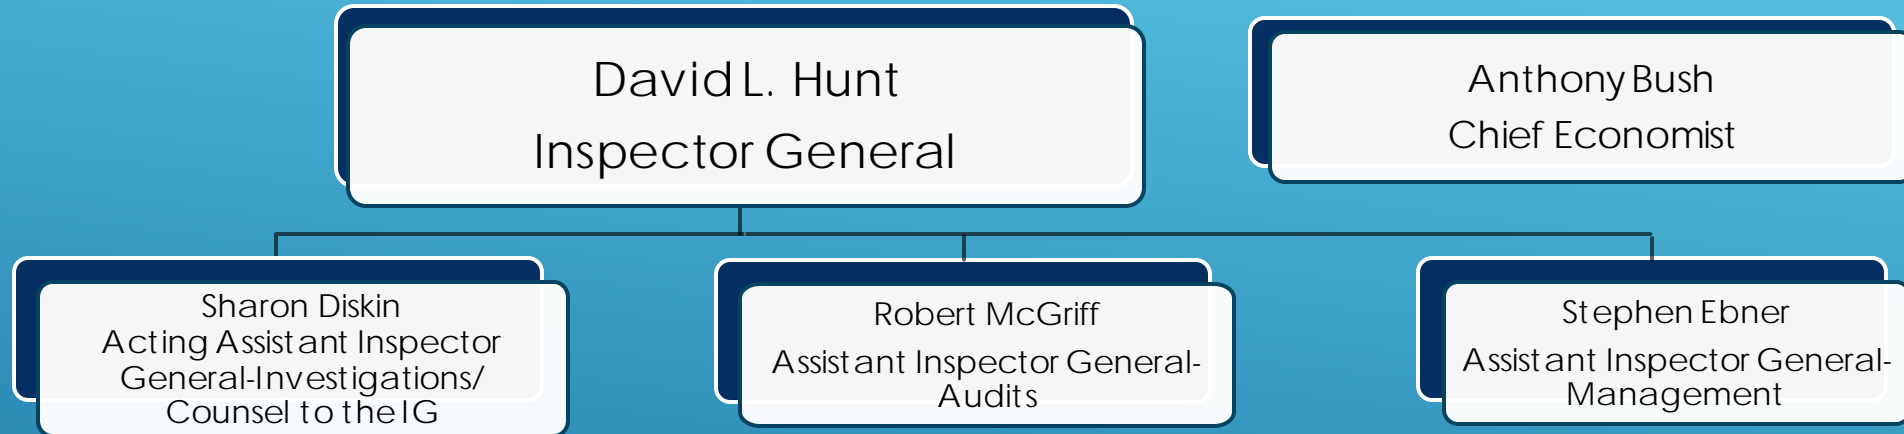 David L. Hunt
Inspector General
Anthony Bush
Chief Economist
Sharon Diskin
Acting Assistant Inspector
General-Investigations/
Counsel to the IG
Robert McGriff
Assistant Inspector General-
Audits
Stephen Ebner
Assistant Inspector General-
Management